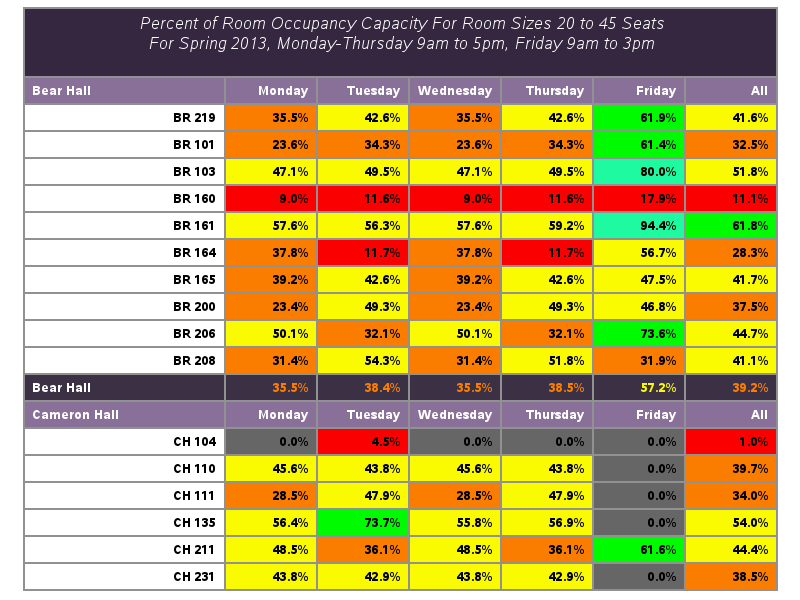 Percent of Room Occupancy Capacity For Room Sizes 20 to 45 Seats
For Spring 2013, Monday-Thursday 9am to 5pm, Friday 9am to 3pm
Bear Hall Monday Tuesday Wednesday Thursday Friday All
BR 219 35.5% 42.6% 35.5% 42.6% 61.9% 41.6%
BR 101 23.6% 34.3% 23.6% 34.3% 61.4% 32.5%
BR 103 47.1% 49.5% 47.1% 49.5% 80.0% 51.8%
BR 160 9.0% 11.6% 9.0% 11.6% 17.9% 11.1%
BR 161 57.6% 56.3% 57.6% 59.2% 94.4% 61.8%
BR 164 37.8% 11.7% 37.8% 11.7% 56.7% 28.3%
BR 165 39.2% 42.6% 39.2% 42.6% 47.5% 41.7%
BR 200 23.4% 49.3% 23.4% 49.3% 46.8% 37.5%
BR 206 50.1% 32.1% 50.1% 32.1% 73.6% 44.7%
BR 208 31.4% 54.3% 31.4% 51.8% 31.9% 41.1%
Bear Hall 35.5% 38.4% 35.5% 38.5% 57.2% 39.2%
Cameron Hall Monday Tuesday Wednesday Thursday Friday All
CH 104 0.0% 4.5% 0.0% 0.0% 0.0% 1.0%
CH 110 45.6% 43.8% 45.6% 43.8% 0.0% 39.7%
CH 111 28.5% 47.9% 28.5% 47.9% 0.0% 34.0%
CH 135 56.4% 73.7% 55.8% 56.9% 0.0% 54.0%
CH 211 48.5% 36.1% 48.5% 36.1% 61.6% 44.4%
CH 231 43.8% 42.9% 43.8% 42.9% 0.0% 38.5%